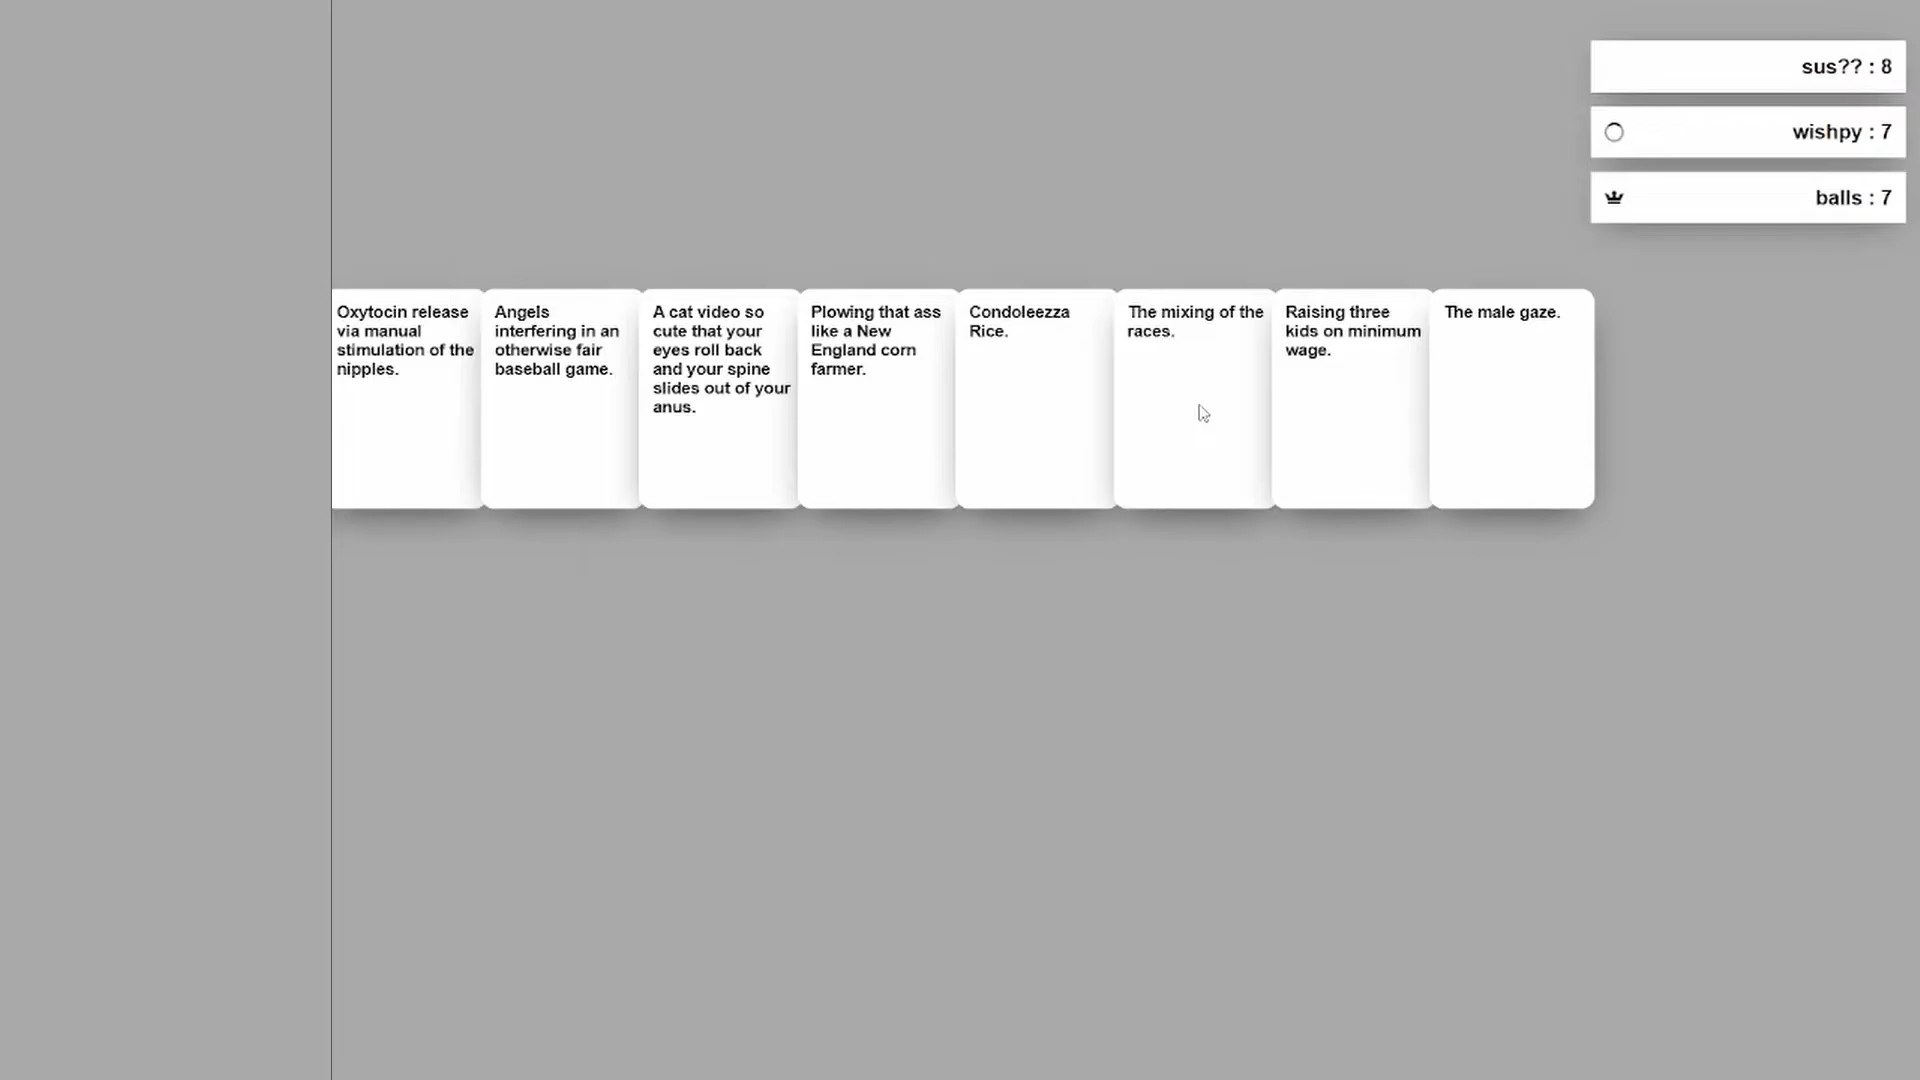 sus?? : 8
wishpy : 7
balls : 7
Oxytocin release
via manual
stimulation of the
nipples.
Angels
interfering in an
otherwise fair
baseball game.
A cat video so
cute that your
eyes roll back
and your spine
slides out of your
anus.
Plowing that ass
like a New
England corn
farmer.
Condoleezza
Rice.
The mixing of the
races.
Raising three
kids on minimum
wage.
The male gaze.